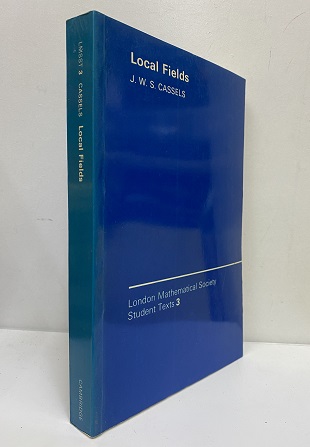 LMSST 3 CASSELS Local Fields
CAMBRIDGE
Local Fields
J. W. S. CASSELS
London Mathematical Society
Student Texts 3